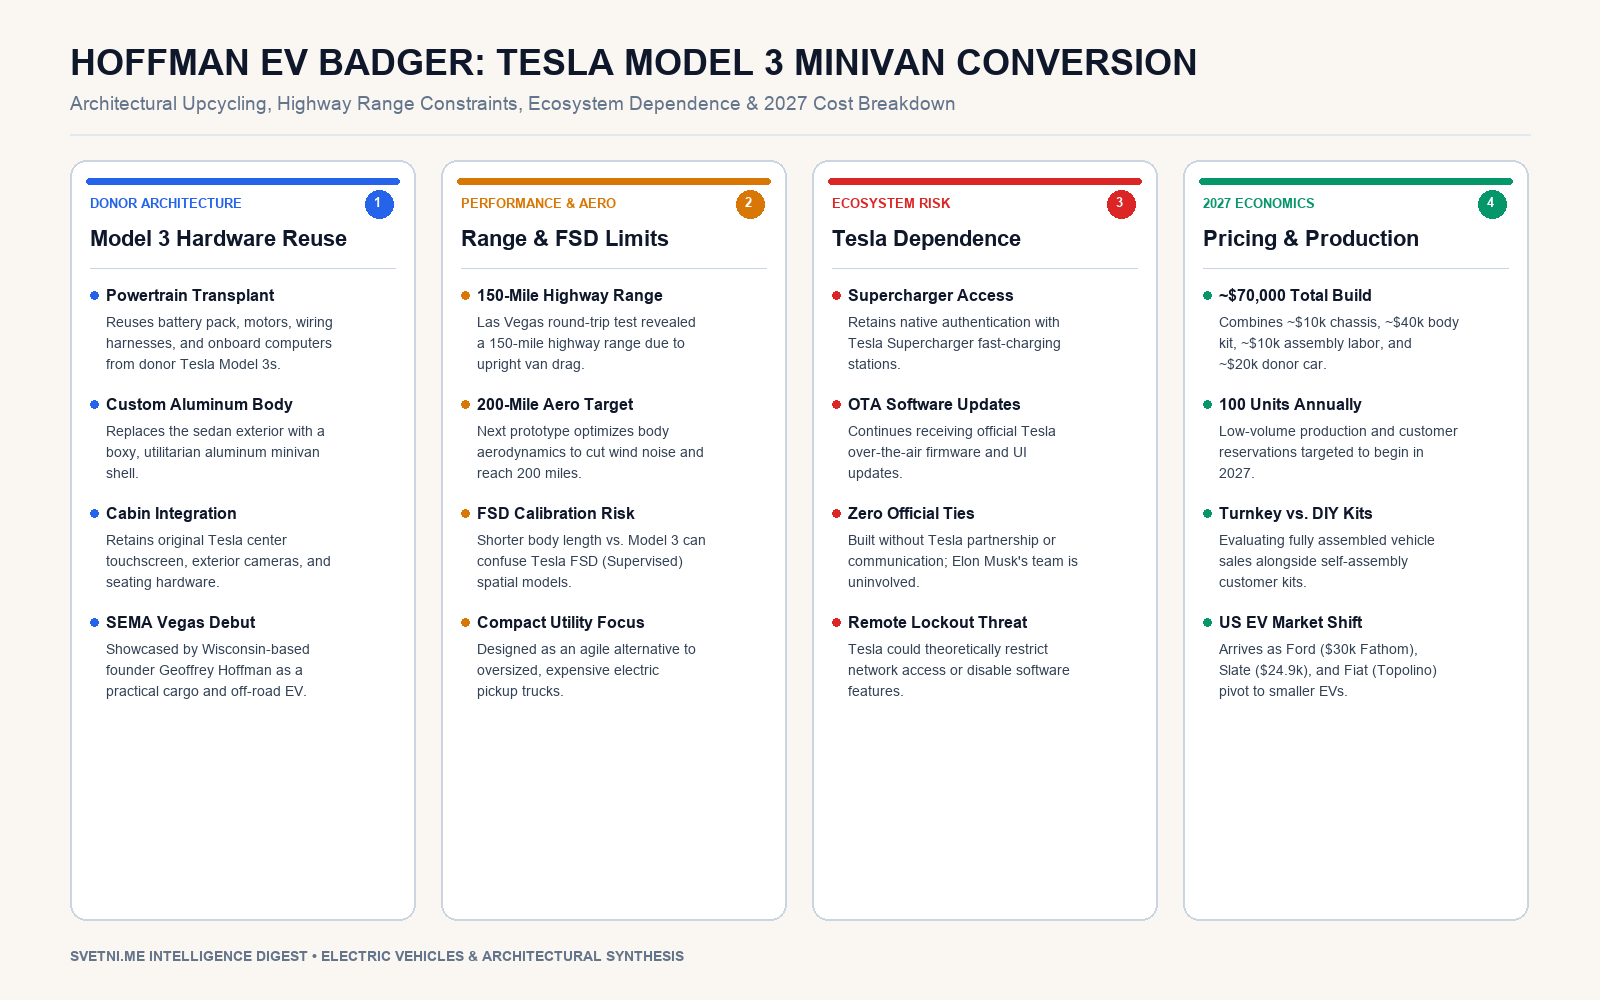 HOFFMAN EV BADGER: TESLA MODEL 3 MINIVAN CONVERSION
Architectural Upcycling, Highway Range Constraints, Ecosystem Dependence & 2027 Cost Breakdown
DONOR ARCHITECTURE
1
Model 3 Hardware Reuse
Powertrain Transplant
Reuses battery pack, motors, wiring
harnesses, and onboard computers
from donor Tesla Model 3s.
Custom Aluminum Body
Replaces the sedan exterior with a
boxy, utilitarian aluminum minivan
shell.
Cabin Integration
Retains original Tesla center
touchscreen, exterior cameras, and
seating hardware.
SEMA Vegas Debut
Showcased by Wisconsin-based
founder Geoffrey Hoffman as a
practical cargo and off-road EV.
PERFORMANCE & AERO
2
Range & FSD Limits
150-Mile Highway Range
Las Vegas round-trip test revealed
a 150-mile highway range due to
upright van drag.
200-Mile Aero Target
Next prototype optimizes body
aerodynamics to cut wind noise and
reach 200 miles.
FSD Calibration Risk
Shorter body length vs. Model 3 can
confuse Tesla FSD (Supervised)
spatial models.
Compact Utility Focus
Designed as an agile alternative to
oversized, expensive electric
pickup trucks.
ECOSYSTEM RISK
3
Tesla Dependence
Supercharger Access
Retains native authentication with
Tesla Supercharger fast-charging
stations.
OTA Software Updates
Continues receiving official Tesla
over-the-air firmware and UI
updates.
Zero Official Ties
Built without Tesla partnership or
communication; Elon Musk's team is
uninvolved.
Remote Lockout Threat
Tesla could theoretically restrict
network access or disable software
features.
2027 ECONOMICS
4
Pricing & Production
~$70,000 Total Build
Combines ~$10k chassis, ~$40k body
kit, ~$10k assembly labor, and
~$20k donor car.
100 Units Annually
Low-volume production and customer
reservations targeted to begin in
2027.
Turnkey vs. DIY Kits
Evaluating fully assembled vehicle
sales alongside self-assembly
customer kits.
US EV Market Shift
Arrives as Ford ($30k Fathom),
Slate ($24.9k), and Fiat (Topolino)
pivot to smaller EVs.
SVETNI.ME INTELLIGENCE DIGEST • ELECTRIC VEHICLES & ARCHITECTURAL SYNTHESIS